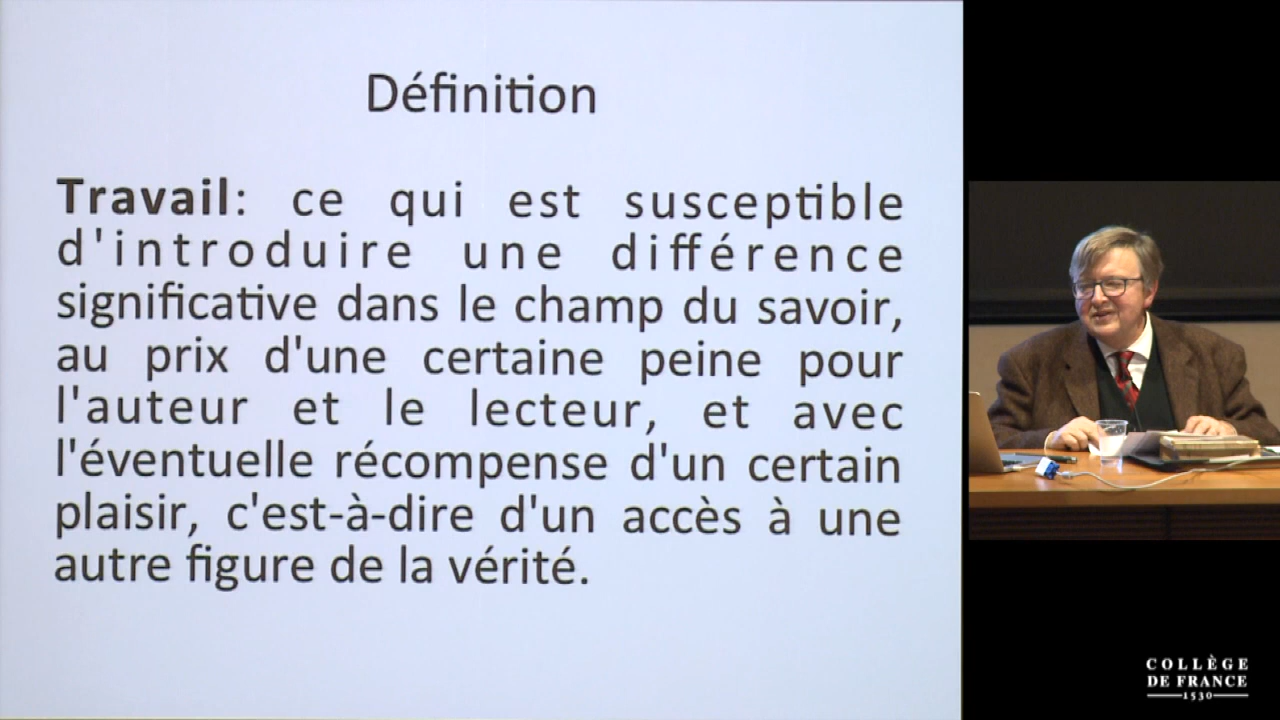 Définition
Travail: ce qui est susceptible
d'introduire une différence
significative dans le champ du savoir,
au prix d'une certaine peine pour
l'auteur et le lecteur, et avec
l'éventuelle récompense d'un certain
plaisir, c'est-à-dire d'un accès à une
autre figure de la vérité.
COLLÈGE
DE FRANCE
1530